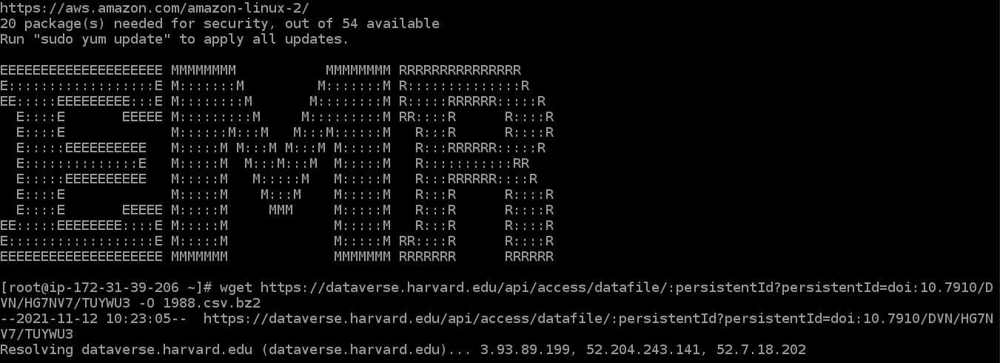 https://aws.amazon.com/amazon-linux-2/
20 package(s) needed for security, out of 54 available
Run "sudo yum update" to apply all updates.

EEEEEEEEEEEEEEEEEEEE MMMMMMMM           MMMMMMMM RRRRRRRRRRRRRRR
E::::::::::::::::::E M:::::::M         M:::::::M R::::::::::::::R
EE:::::EEEEEEEEE:::E M::::::::M       M::::::::M R:::::RRRRRR:::::R
  E::::E       EEEEE M:::::::::M     M:::::::::M RR::::R      R::::R
  E::::E             M::::::M:::M   M:::M::::::M   R:::R      R::::R
  E:::::EEEEEEEEEE   M:::::M M:::M M:::M M:::::M   R:::RRRRRR:::::R
  E::::::::::::::E   M:::::M  M:::M:::M  M:::::M   R:::::::::::RR
  E:::::EEEEEEEEEE   M:::::M   M:::::M   M:::::M   R:::RRRRRR::::R
  E::::E             M:::::M    M:::M    M:::::M   R:::R      R::::R
  E::::E       EEEEE M:::::M     MMM     M:::::M   R:::R      R::::R
EE:::::EEEEEEEE::::E M:::::M             M:::::M   R:::R      R::::R
E::::::::::::::::::E M:::::M             M:::::M RR::::R      R::::R
EEEEEEEEEEEEEEEEEEEE MMMMMMM             MMMMMMM RRRRRRR      RRRRRR

[root@ip-172-31-39-206 ~]# wget https://dataverse.harvard.edu/api/access/datafile/:persistentId?persistentId=doi:10.7910/D
VN/HG7NV7/TUYWU3 -O 1988.csv.bz2
--2021-11-12 10:23:05--  https://dataverse.harvard.edu/api/access/datafile/:persistentId?persistentId=doi:10.7910/DVN/HG7N
V7/TUYWU3
Resolving dataverse.harvard.edu (dataverse.harvard.edu)... 3.93.89.199, 52.204.243.141, 52.7.18.202